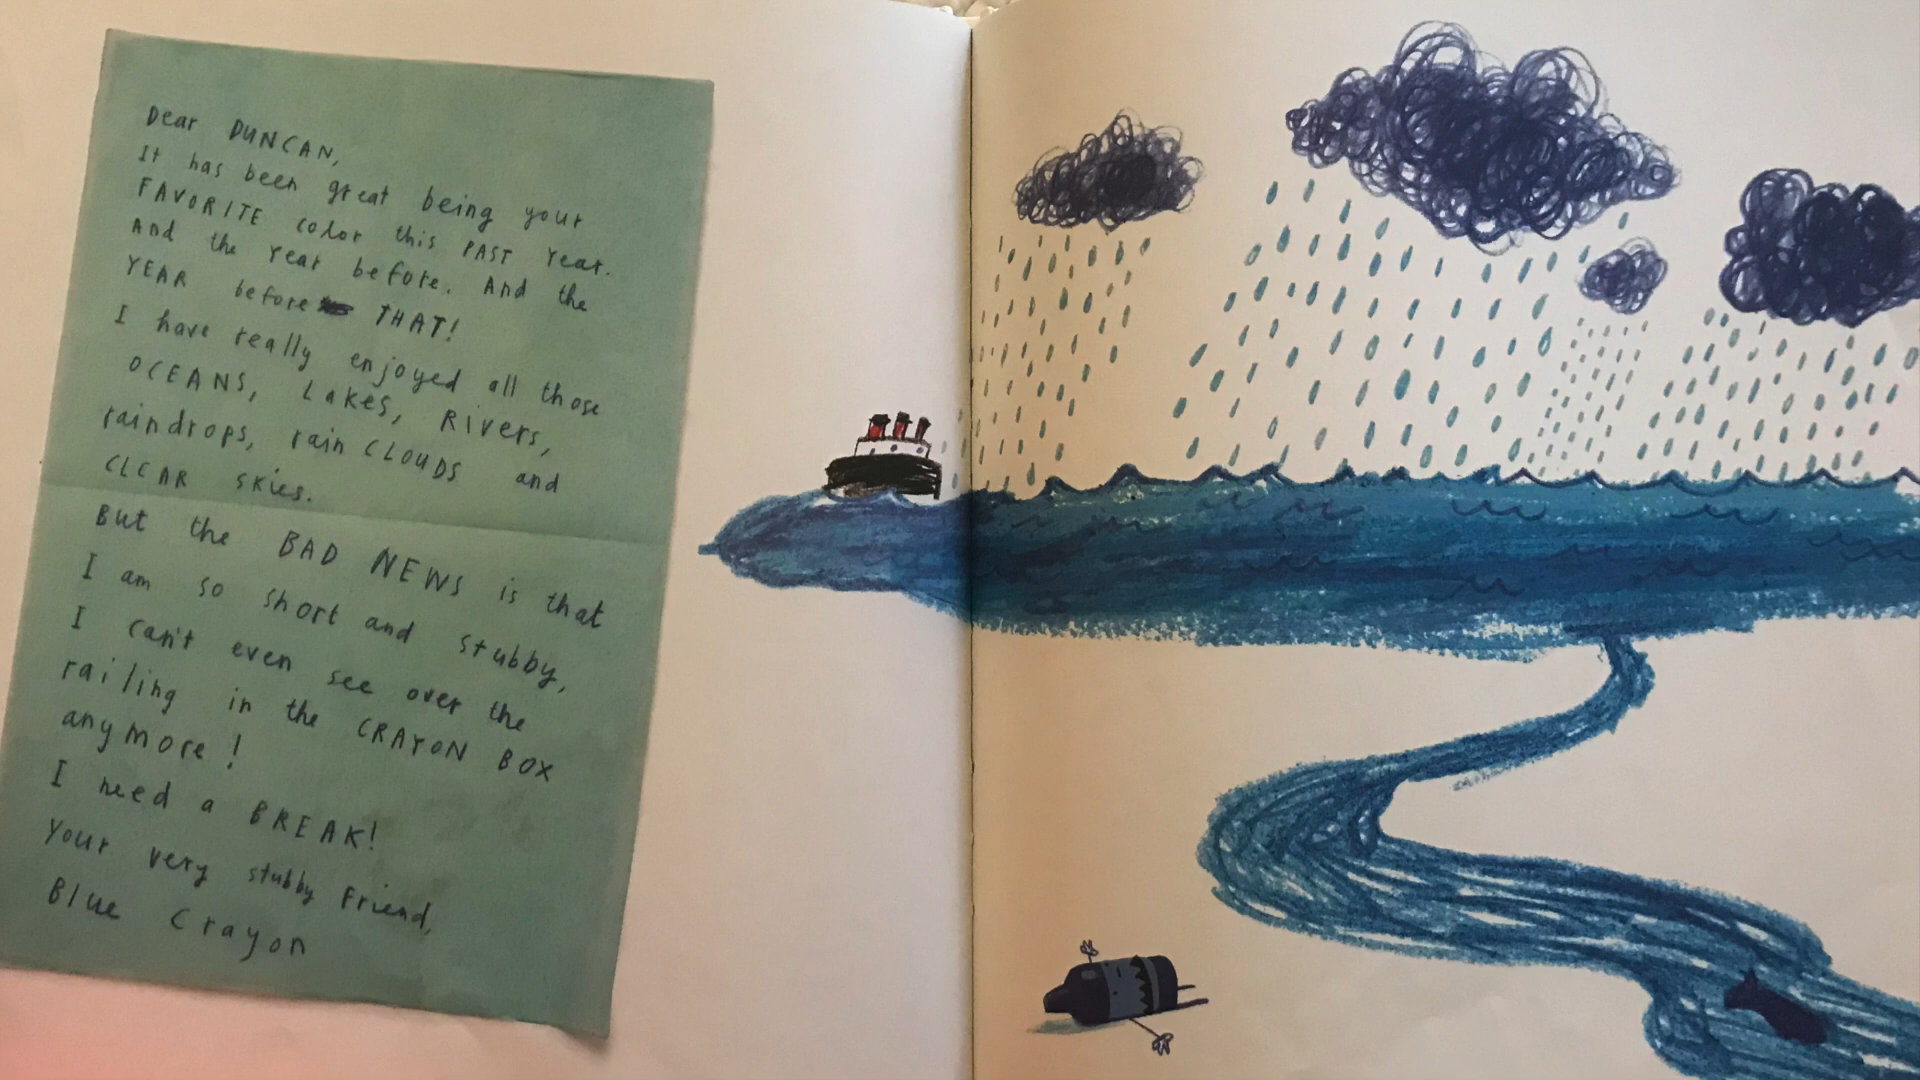 Dear DUNCAN,
It has been great being your
FAVORITE color this PAST Year.
And the Year before. And the
YEAR before THAT!
I have really enjoyed all those
OCEANS, Lakes, Rivers,
raindrops, rain CLOUDS and
CLEAR skies.
But the BAD NEWS is that
I am so short and stubby,
I can't even see over the
railing in the CRAYON BOX
anymore!
I need a BREAK!
Your very stubby Friend,
Blue Crayon